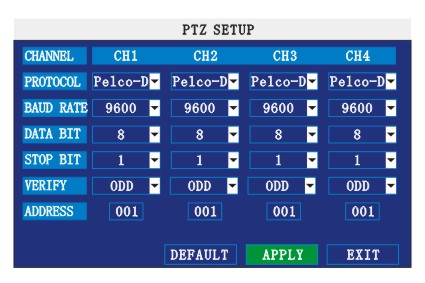 PTZ SETUP
CHANNEL CH1 CH2 CH3 CH4
PROTOCOL Pelco-D Pelco-D Pelco-D Pelco-D
BAUD RATE 9600 9600 9600 9600
DATA BIT 8 8 8 8
STOP BIT 1 1 1 1
VERIFY ODD ODD ODD ODD
ADDRESS 001 001 001 001
DEFAULT APPLY EXIT